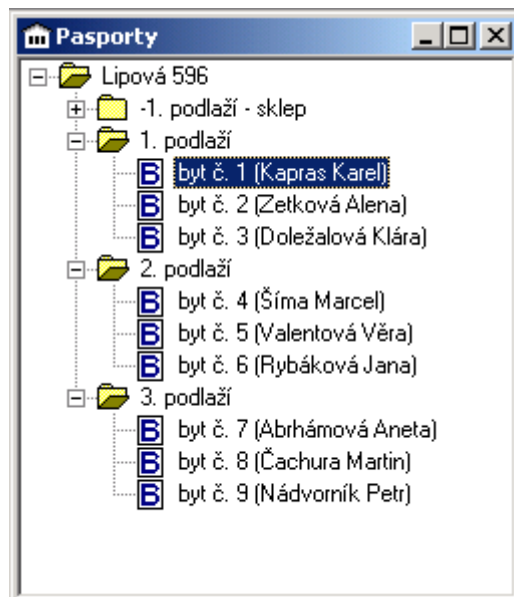 Pasporty
Lipová 596
-1. podlaží - sklep
1. podlaží
B byt č. 1 (Kapras Karel)
B byt č. 2 (Zetková Alena)
B byt č. 3 (Doležalová Klára)
2. podlaží
B byt č. 4 (Šíma Marcel)
B byt č. 5 (Valentová Věra)
B byt č. 6 (Rybáková Jana)
3. podlaží
B byt č. 7 (Abrhámová Aneta)
B byt č. 8 (Čachura Martin)
B byt č. 9 (Nádvorník Petr)